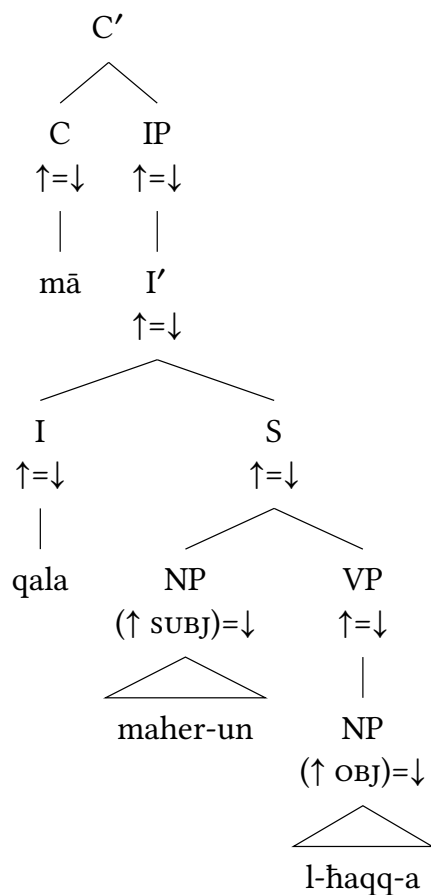 C′
C IP
↑=↓ ↑=↓
mā I′
↑=↓
I S
↑=↓ ↑=↓
qala NP VP
(↑ SUBJ)=↓ ↑=↓
maher-un NP
(↑ OBJ)=↓
l-ħaqq-a